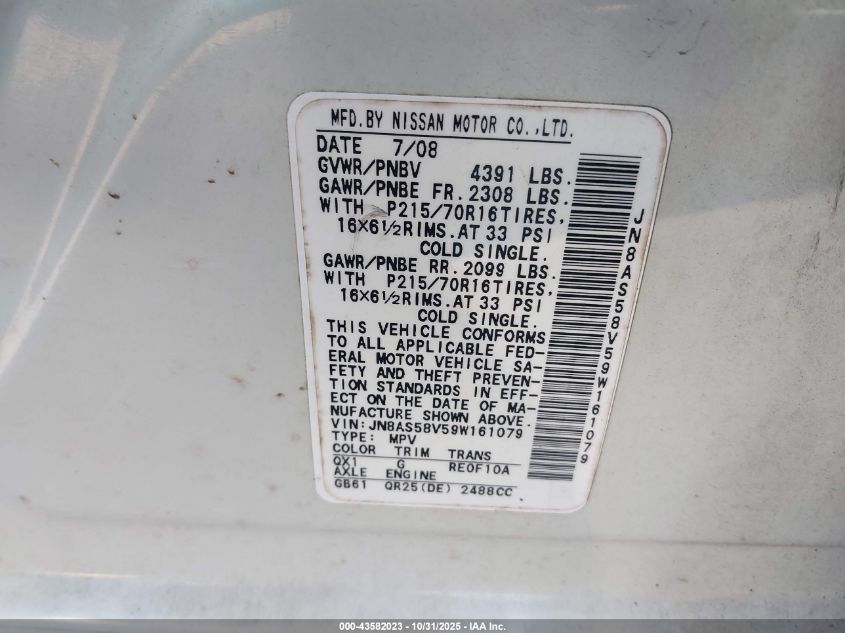 MFD.BY NISSAN MOTOR CO.,LTD.
DATE 7/08
GVWR/PNBV 4391 LBS.
GAWR/PNBE FR.2308 LBS.
WITH P215/70R16TIRES,
16X6½RIMS.AT 33 PSI
COLD SINGLE.
GAWR/PNBE RR.2099 LBS.
WITH P215/70R16TIRES,
16X6½RIMS.AT 33 PSI
COLD SINGLE.
THIS VEHICLE CONFORMS
TO ALL APPLICABLE FED-
ERAL MOTOR VEHICLE SA-
FETY AND THEFT PREVEN-
TION STANDARDS IN EFF-
ECT ON THE DATE OF MA-
NUFACTURE SHOWN ABOVE.
VIN:JN8AS58V59W161079
TYPE: MPV
COLOR TRIM TRANS
QX1 G RE0F10A
AXLE ENGINE
GB61 QR25(DE) 2488CC
JN8AS58V59W161079
000-43582023 - 10/31/2025 - IAA Inc.